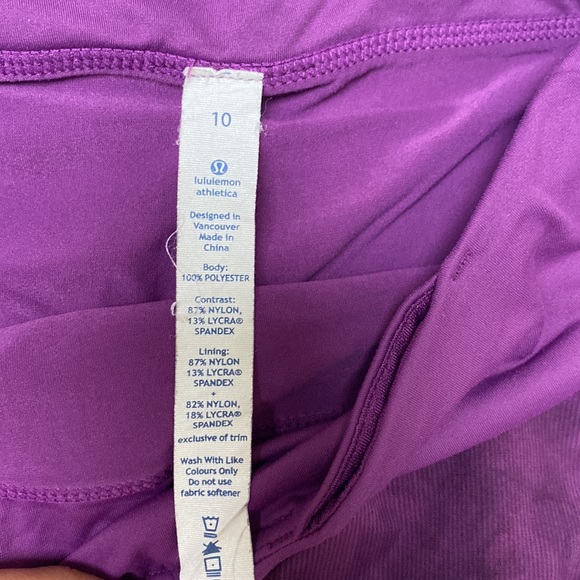 10
lululemon
athletica
Designed in
Vancouver
Made in
China
Body:
100% POLYESTER
Contrast:
87% NYLON,
13% LYCRA®
SPANDEX
Lining:
87% NYLON
13% LYCRA®
SPANDEX
+
82% NYLON,
18% LYCRA®
SPANDEX
exclusive of trim
Wash With Like
Colours Only
Do not use
fabric softener